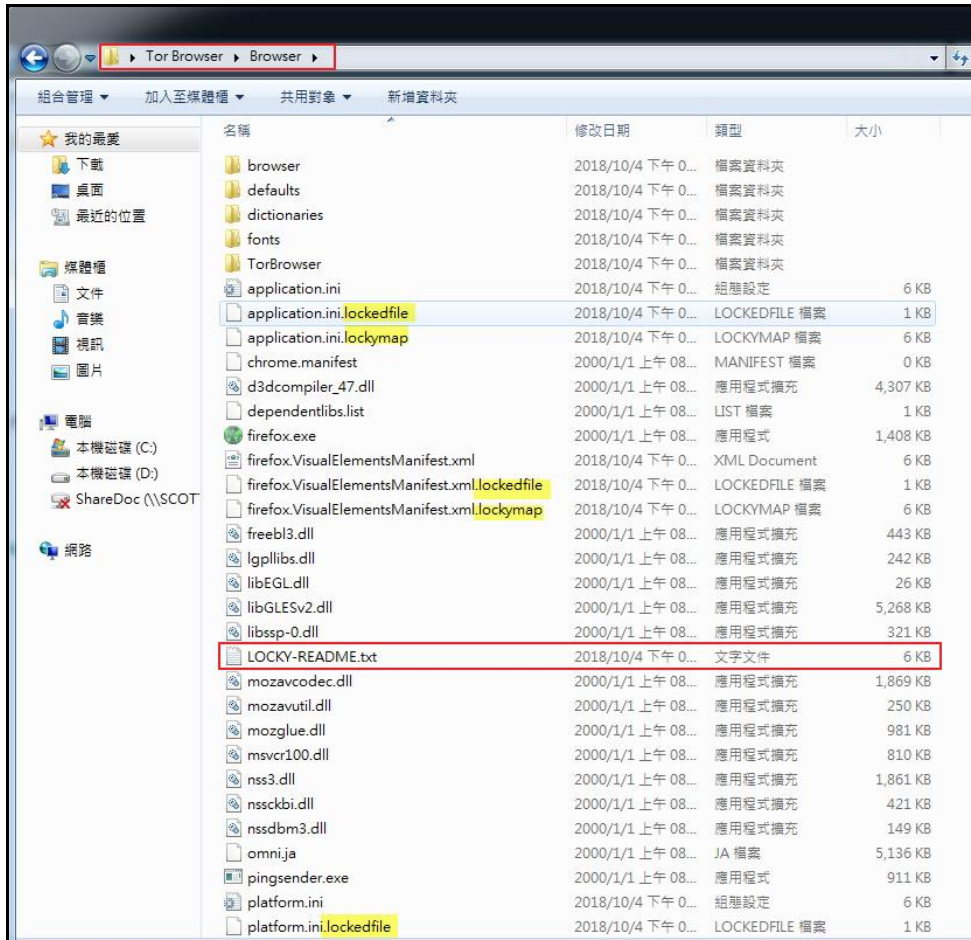 Tor Browser Browser
組合管理 加入至媒體櫃 共用對象 新增資料夾
我的最愛
下載
桌面
最近的位置
媒體櫃
文件
音樂
視訊
圖片
電腦
本機磁碟 (C:)
本機磁碟 (D:)
ShareDoc (\\SCOT
網路
名稱 修改日期 類型 大小
browser 2018/10/4 下午 0... 檔案資料夾
defaults 2018/10/4 下午 0... 檔案資料夾
dictionaries 2018/10/4 下午 0... 檔案資料夾
fonts 2018/10/4 下午 0... 檔案資料夾
TorBrowser 2018/10/4 下午 0... 檔案資料夾
application.ini 2018/10/4 下午 0... 組態設定 6 KB
application.ini.lockedfile 2018/10/4 下午 0... LOCKEDFILE 檔案 1 KB
application.ini.lockymap 2018/10/4 下午 0... LOCKYMAP 檔案 6 KB
chrome.manifest 2000/1/1 上午 08... MANIFEST 檔案 0 KB
d3dcompiler_47.dll 2000/1/1 上午 08... 應用程式擴充 4,307 KB
dependentlibs.list 2000/1/1 上午 08... LIST 檔案 1 KB
firefox.exe 2000/1/1 上午 08... 應用程式 1,408 KB
firefox.VisualElementsManifest.xml 2018/10/4 下午 0... XML Document 6 KB
firefox.VisualElementsManifest.xml.lockedfile 2018/10/4 下午 0... LOCKEDFILE 檔案 1 KB
firefox.VisualElementsManifest.xml.lockymap 2018/10/4 下午 0... LOCKYMAP 檔案 6 KB
freebl3.dll 2000/1/1 上午 08... 應用程式擴充 443 KB
lgpllibs.dll 2000/1/1 上午 08... 應用程式擴充 242 KB
libEGL.dll 2000/1/1 上午 08... 應用程式擴充 26 KB
libGLESv2.dll 2000/1/1 上午 08... 應用程式擴充 5,268 KB
libssp-0.dll 2000/1/1 上午 08... 應用程式擴充 321 KB
LOCKY-README.txt 2018/10/4 下午 0... 文字文件 6 KB
mozavcodec.dll 2000/1/1 上午 08... 應用程式擴充 1,869 KB
mozavutil.dll 2000/1/1 上午 08... 應用程式擴充 250 KB
mozglue.dll 2000/1/1 上午 08... 應用程式擴充 981 KB
msvcr100.dll 2000/1/1 上午 08... 應用程式擴充 810 KB
nss3.dll 2000/1/1 上午 08... 應用程式擴充 1,861 KB
nssckbi.dll 2000/1/1 上午 08... 應用程式擴充 421 KB
nssdbm3.dll 2000/1/1 上午 08... 應用程式擴充 149 KB
omni.ja 2000/1/1 上午 08... JA 檔案 5,136 KB
pingsender.exe 2000/1/1 上午 08... 應用程式 911 KB
platform.ini 2018/10/4 下午 0... 組態設定 6 KB
platform.ini.lockedfile 2018/10/4 下午 0... LOCKEDFILE 檔案 1 KB